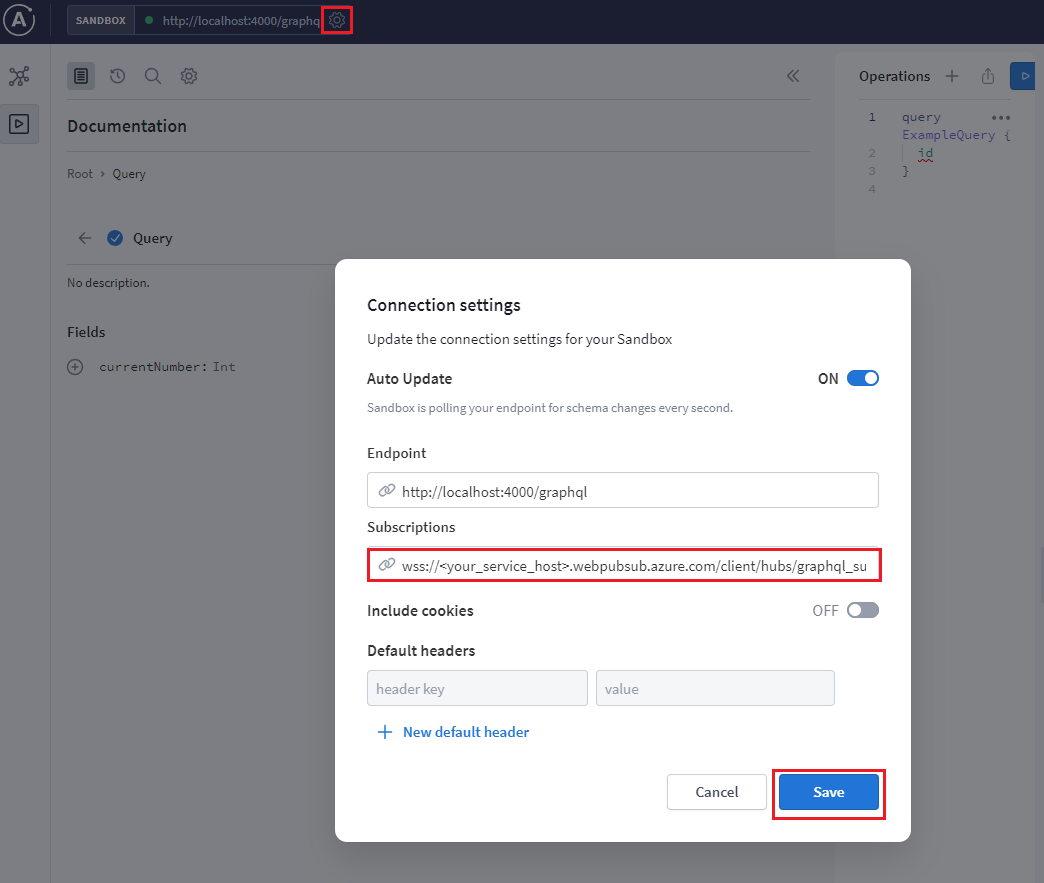 A
SANDBOX
http://localhost:4000/graphq
Operations
Documentation
1 query
ExampleQuery {
2 id
3 }
4
Root › Query
Query
No description.
Fields
currentNumber: Int
Connection settings
Update the connection settings for your Sandbox
Auto Update ON
Sandbox is polling your endpoint for schema changes every second.
Endpoint
http://localhost:4000/graphql
Subscriptions
wss://<your_service_host>.webpubsub.azure.com/client/hubs/graphql_su
Include cookies OFF
Default headers
header key value
New default header
Cancel Save